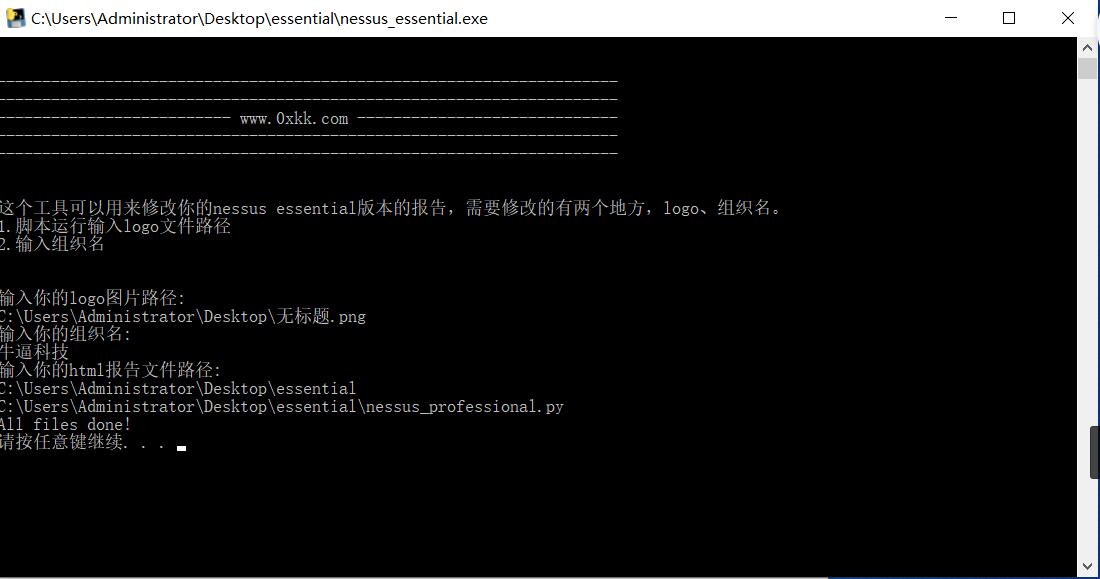 C:\Users\Administrator\Desktop\essential\nessus_essential.exe
---------------------------------------------------------------------
---------------------------------------------------------------------
-------------------------- www.0xkk.com -----------------------------
---------------------------------------------------------------------
---------------------------------------------------------------------
这个工具可以用来修改你的nessus essential版本的报告，需要修改的有两个地方，logo、组织名。
1.脚本运行输入logo文件路径
2.输入组织名
输入你的logo图片路径:
C:\Users\Administrator\Desktop\无标题.png
输入你的组织名:
牛逼科技
输入你的html报告文件路径:
C:\Users\Administrator\Desktop\essential
C:\Users\Administrator\Desktop\essential\nessus_professional.py
All files done!
请按任意键继续. . .